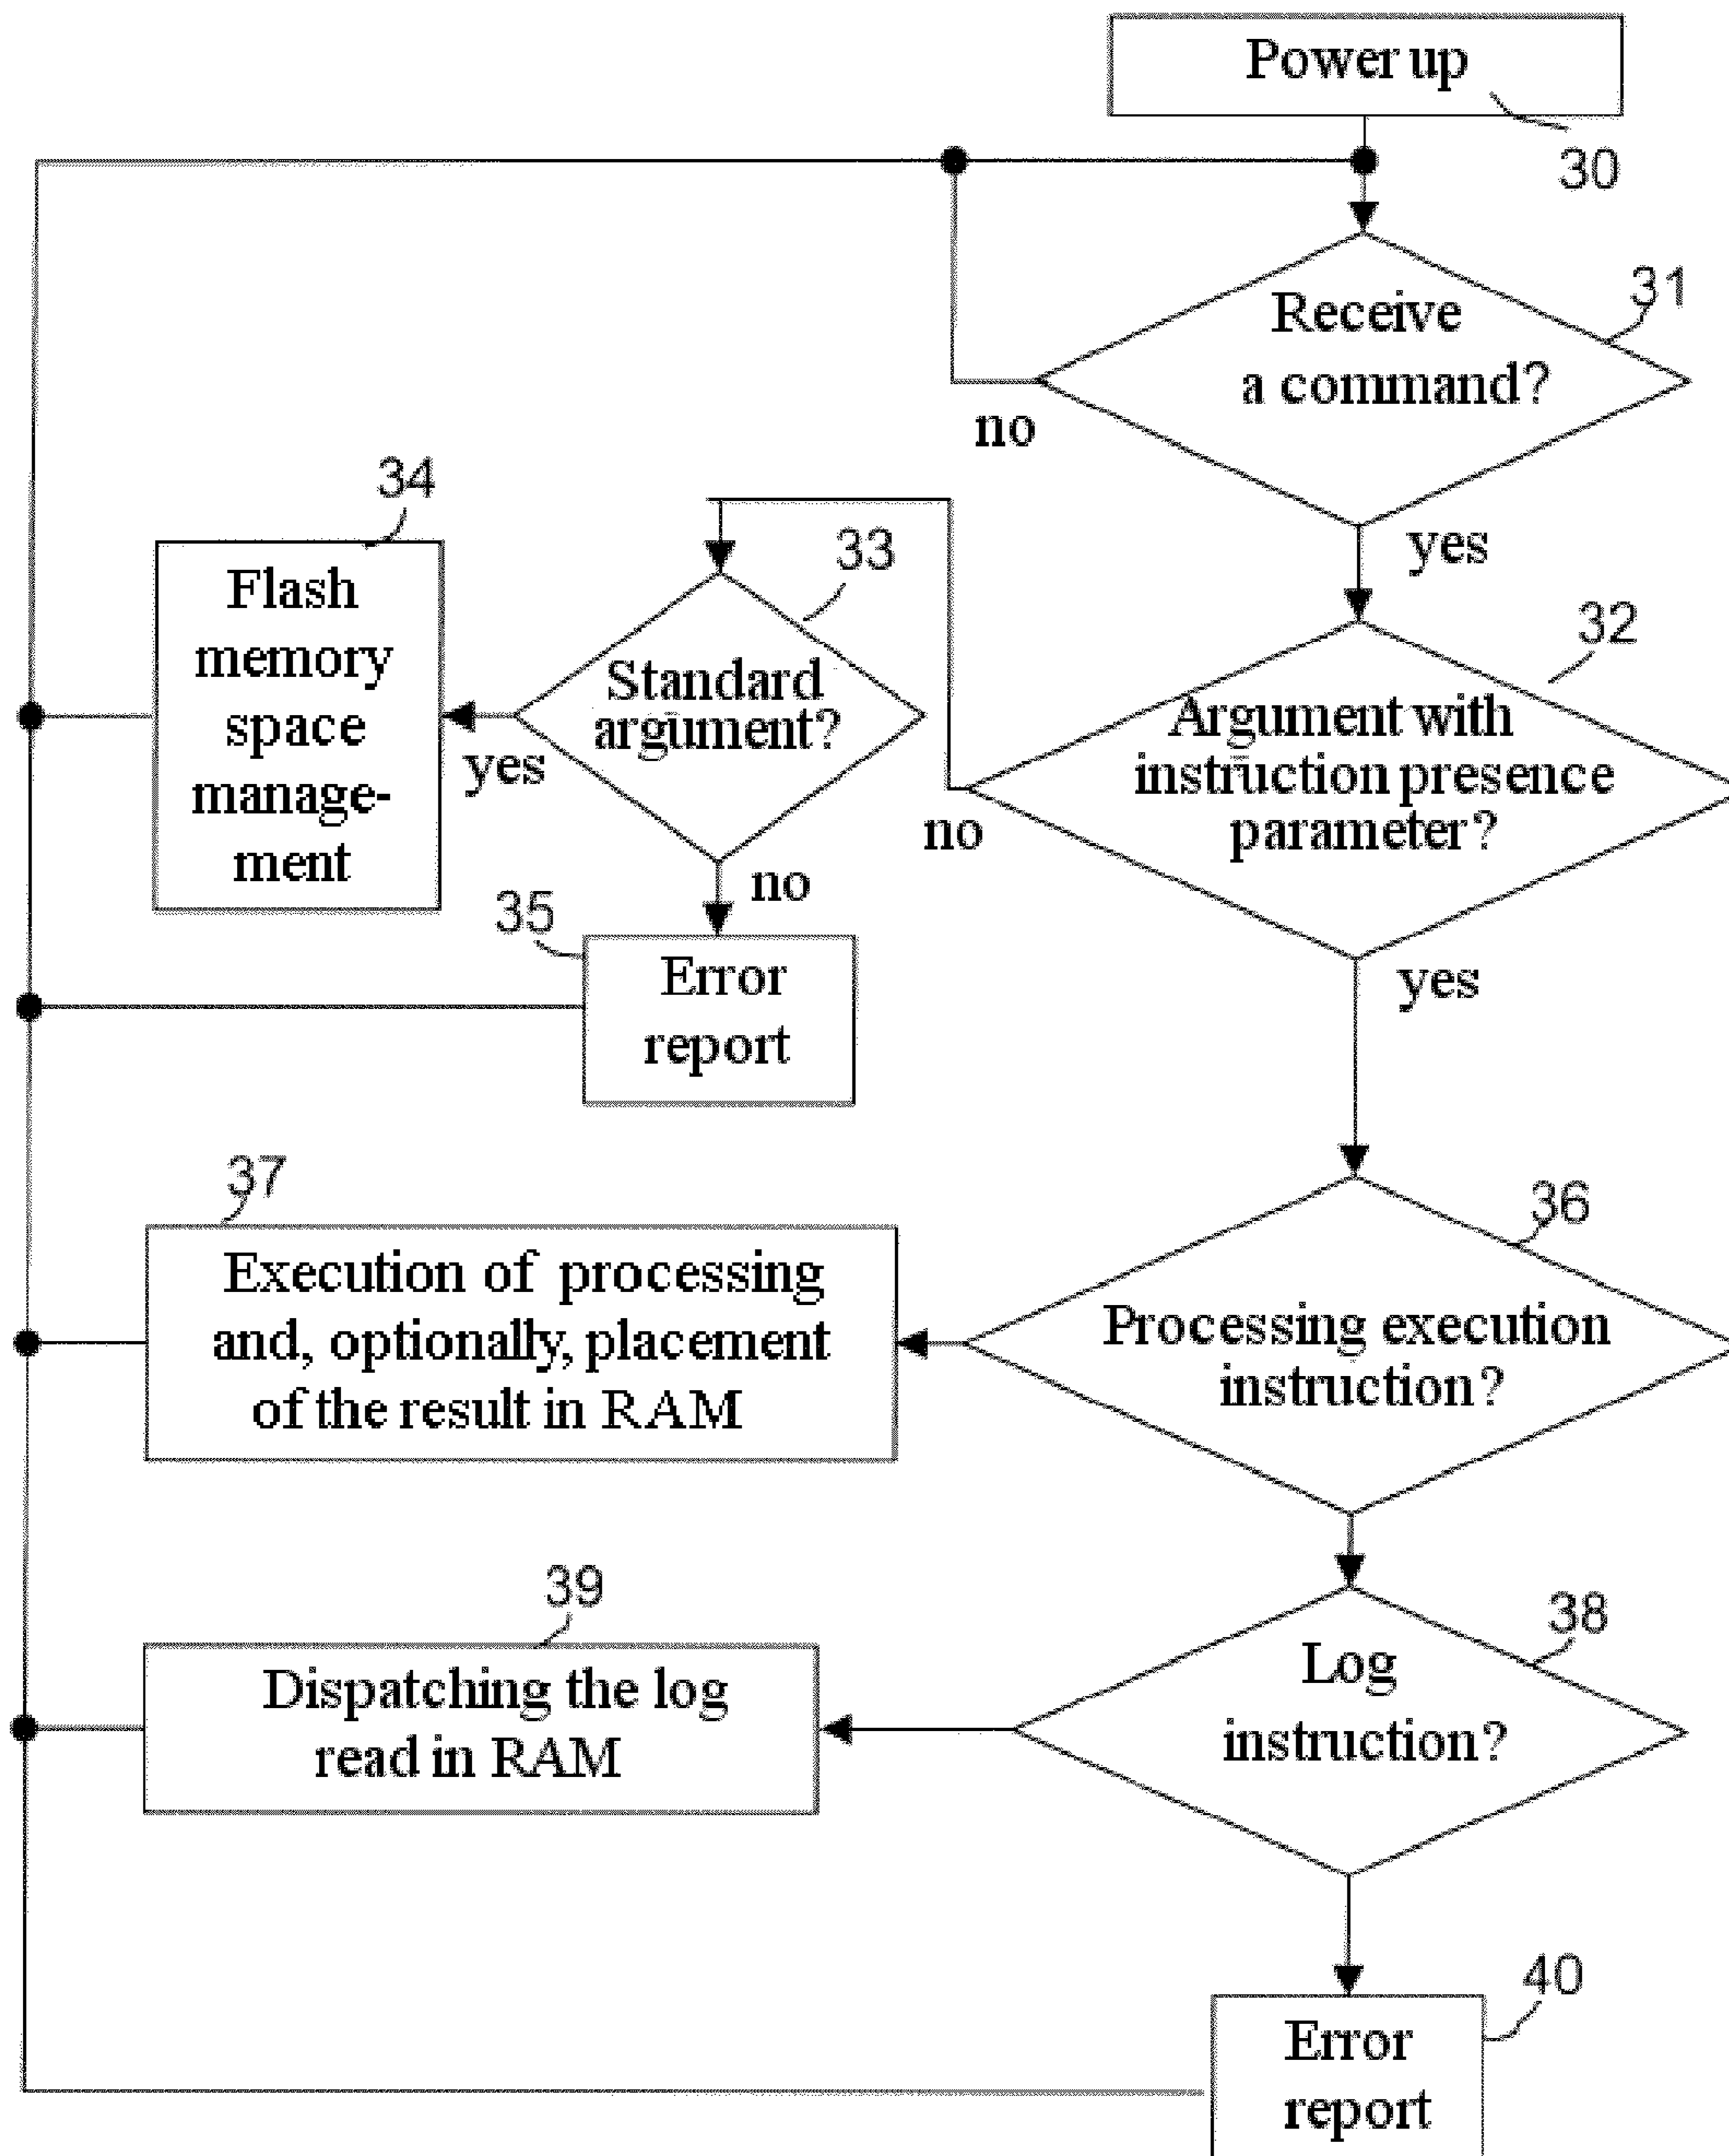 Power up
30
Receive
a command?
31
no
yes
34
Flash
memory
space
manage-
ment
33
Standard
argument?
yes
no
32
Argument with
instruction presence
parameter?
no
yes
35
Error
report
37
Execution of processing
and, optionally, placement
of the result in RAM
36
Processing execution
instruction?
39
Dispatching the log
read in RAM
38
Log
instruction?
40
Error
report